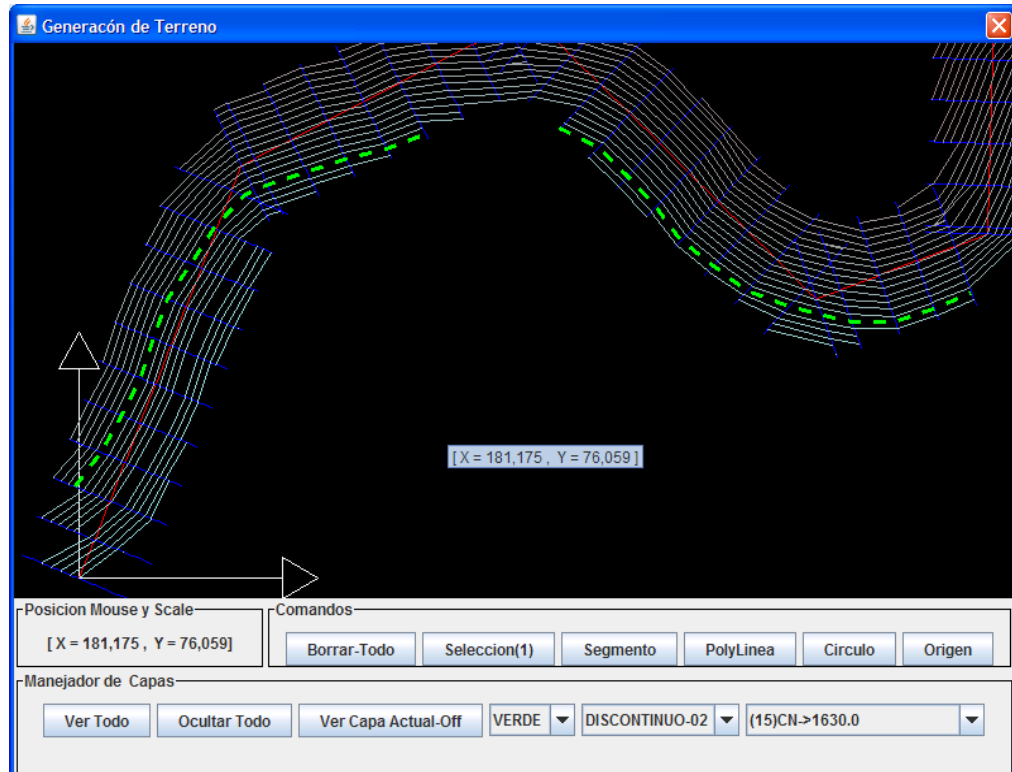 Generacón de Terreno
[ X = 181,175 , Y = 76,059 ]
Posicion Mouse y Scale
[ X = 181,175 , Y = 76,059]
Comandos
Borrar-Todo Seleccion(1) Segmento PolyLinea Circulo Origen
Manejador de Capas
Ver Todo Ocultar Todo Ver Capa Actual-Off VERDE DISCONTINUO-02 (15)CN->1630.0